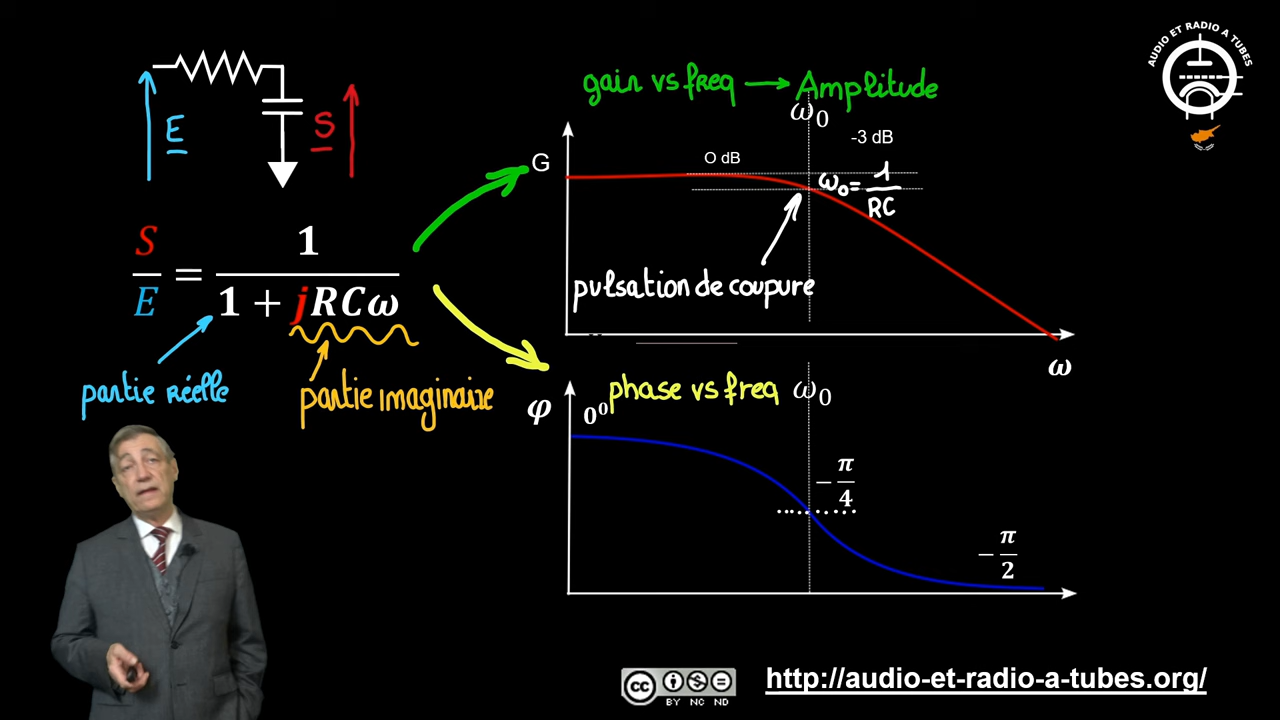 AUDIO ET RADIO A TUBES
gain vs freq → Amplitude
ω0
-3 dB
E
S
G
O dB
ω0 = 1/RC
S/E = 1/(1 + jRCω)
pulsation de coupure
partie réelle
partie imaginaire
ω
φ
0⁰
phase vs freq
ω0
-π/4
-π/2
cc
BY NC ND
http://audio-et-radio-a-tubes.org/